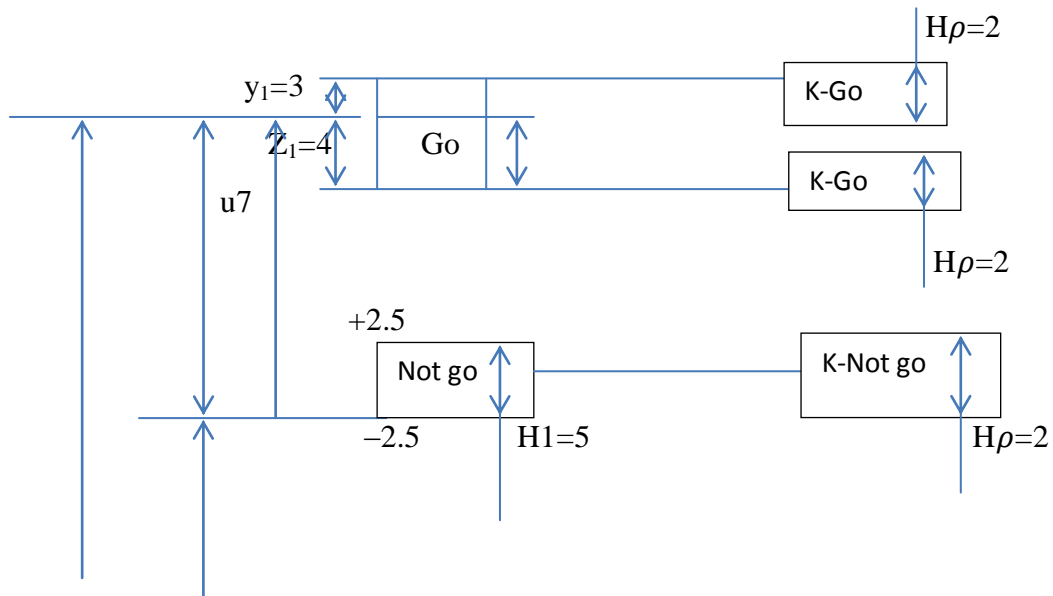 Hρ=2
y₁=3
K-Go
Z₁=4
Go
K-Go
u7
Hρ=2
+2.5
Not go
K-Not go
−2.5
H1=5
Hρ=2